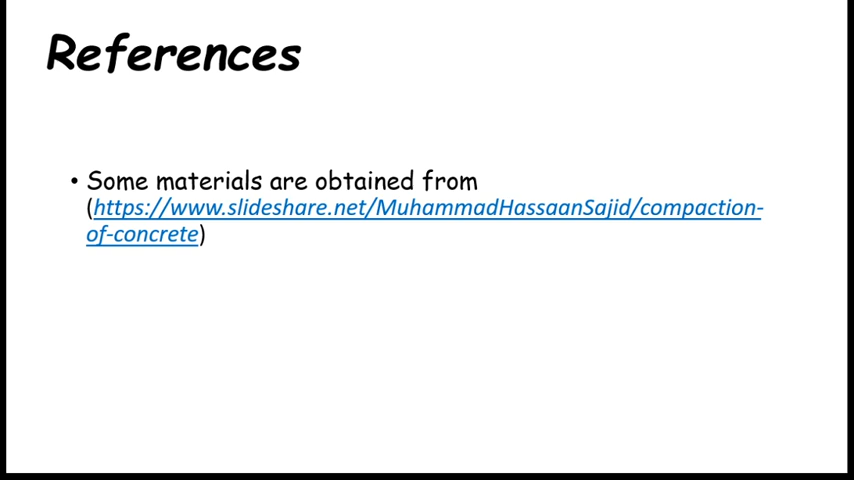 References
• Some materials are obtained from
(https://www.slideshare.net/MuhammadHassaanSajid/compaction-
of-concrete)